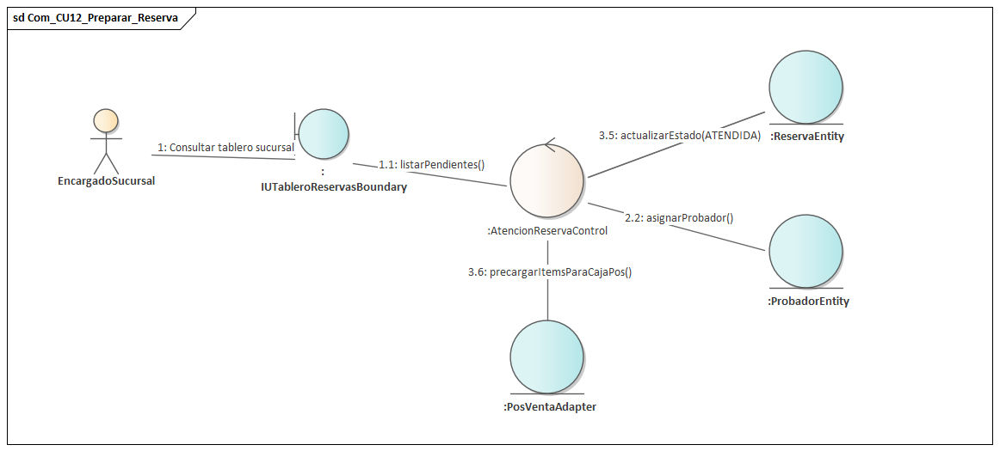 sd Com_CU12_Preparar_Reserva
EncargadoSucursal
1: Consultar tablero sucursal
:
IUTableroReservasBoundary
1.1: listarPendientes()
:AtencionReservaControl
3.5: actualizarEstado(ATENDIDA)
:ReservaEntity
2.2: asignarProbador()
:ProbadorEntity
3.6: precargarItemsParaCajaPos()
:PosVentaAdapter